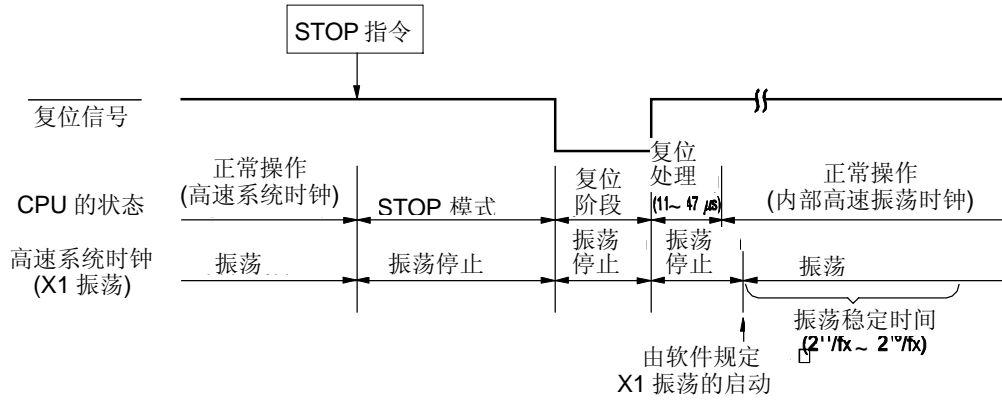 STOP 指令
复位信号
CPU 的状态
正常操作
(高速系统时钟)
STOP 模式
复位
阶段
复位
处理
(11~ 47 µs)
正常操作
(内部高速振荡时钟)
高速系统时钟
(X1 振荡)
振荡
振荡停止
振荡
停止
振荡
停止
振荡
振荡稳定时间
由软件规定
X1 振荡的启动